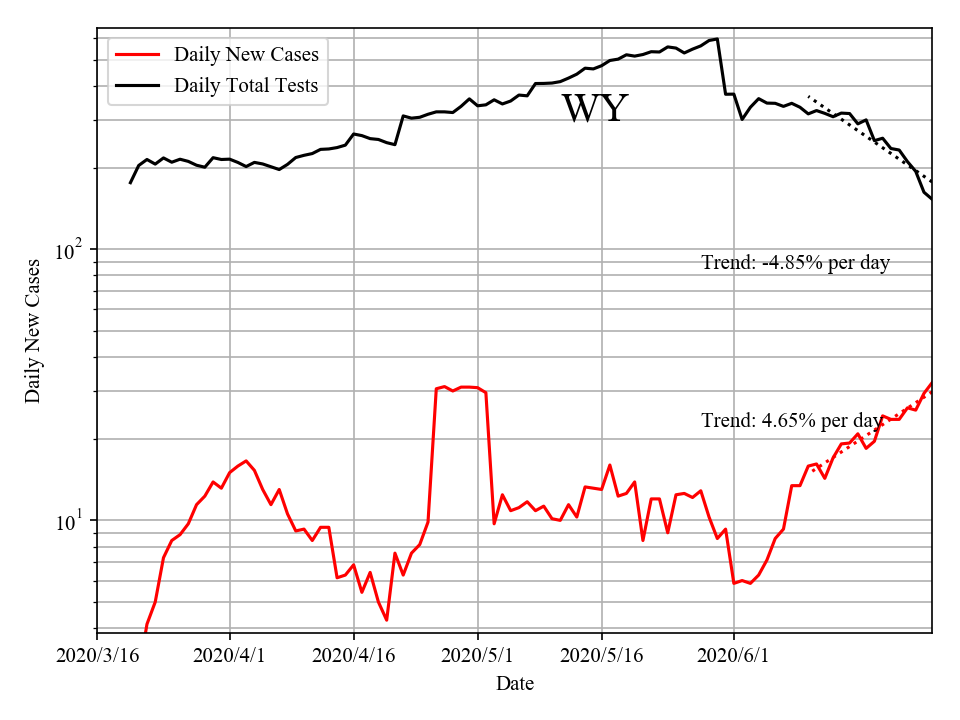 Daily New Cases
Daily Total Tests
WY
10²
Trend: -4.85% per day
Daily New Cases
Trend: 4.65% per day
10¹
2020/3/16 2020/4/1 2020/4/16 2020/5/1 2020/5/16 2020/6/1
Date